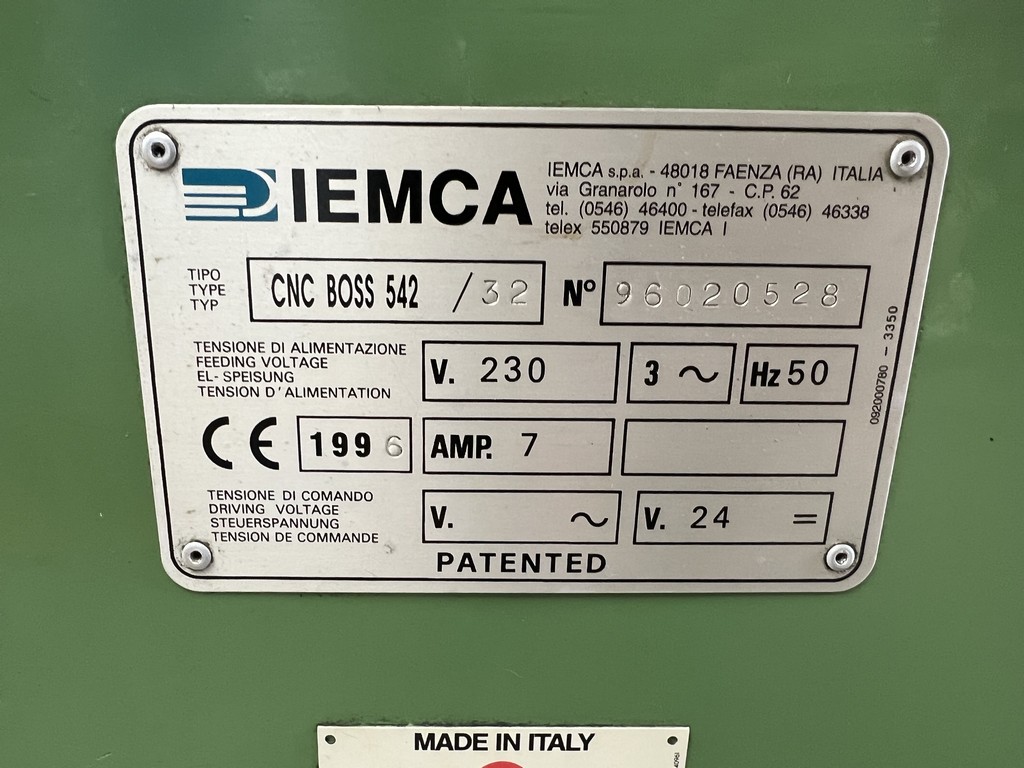 IEMCA
IEMCA s.p.a. - 48018 FAENZA (RA) ITALIA
via Granarolo n° 167 - C.P. 62
tel. (0546) 46400 - telefax (0546) 46338
telex 550879 IEMCA I
TIPO
TYPE
TYP
CNC BOSS 542 /32
Nº 96020528
TENSIONE DI ALIMENTAZIONE
FEEDING VOLTAGE
EL-SPEISUNG
TENSION D'ALIMENTATION
V. 230
3 ~
Hz 50
CE 1996
AMP. 7
TENSIONE DI COMANDO
DRIVING VOLTAGE
STEUERSPANNUNG
TENSION DE COMMANDE
V. ~
V. 24 =
PATENTED
092000780 - 3350
MADE IN ITALY